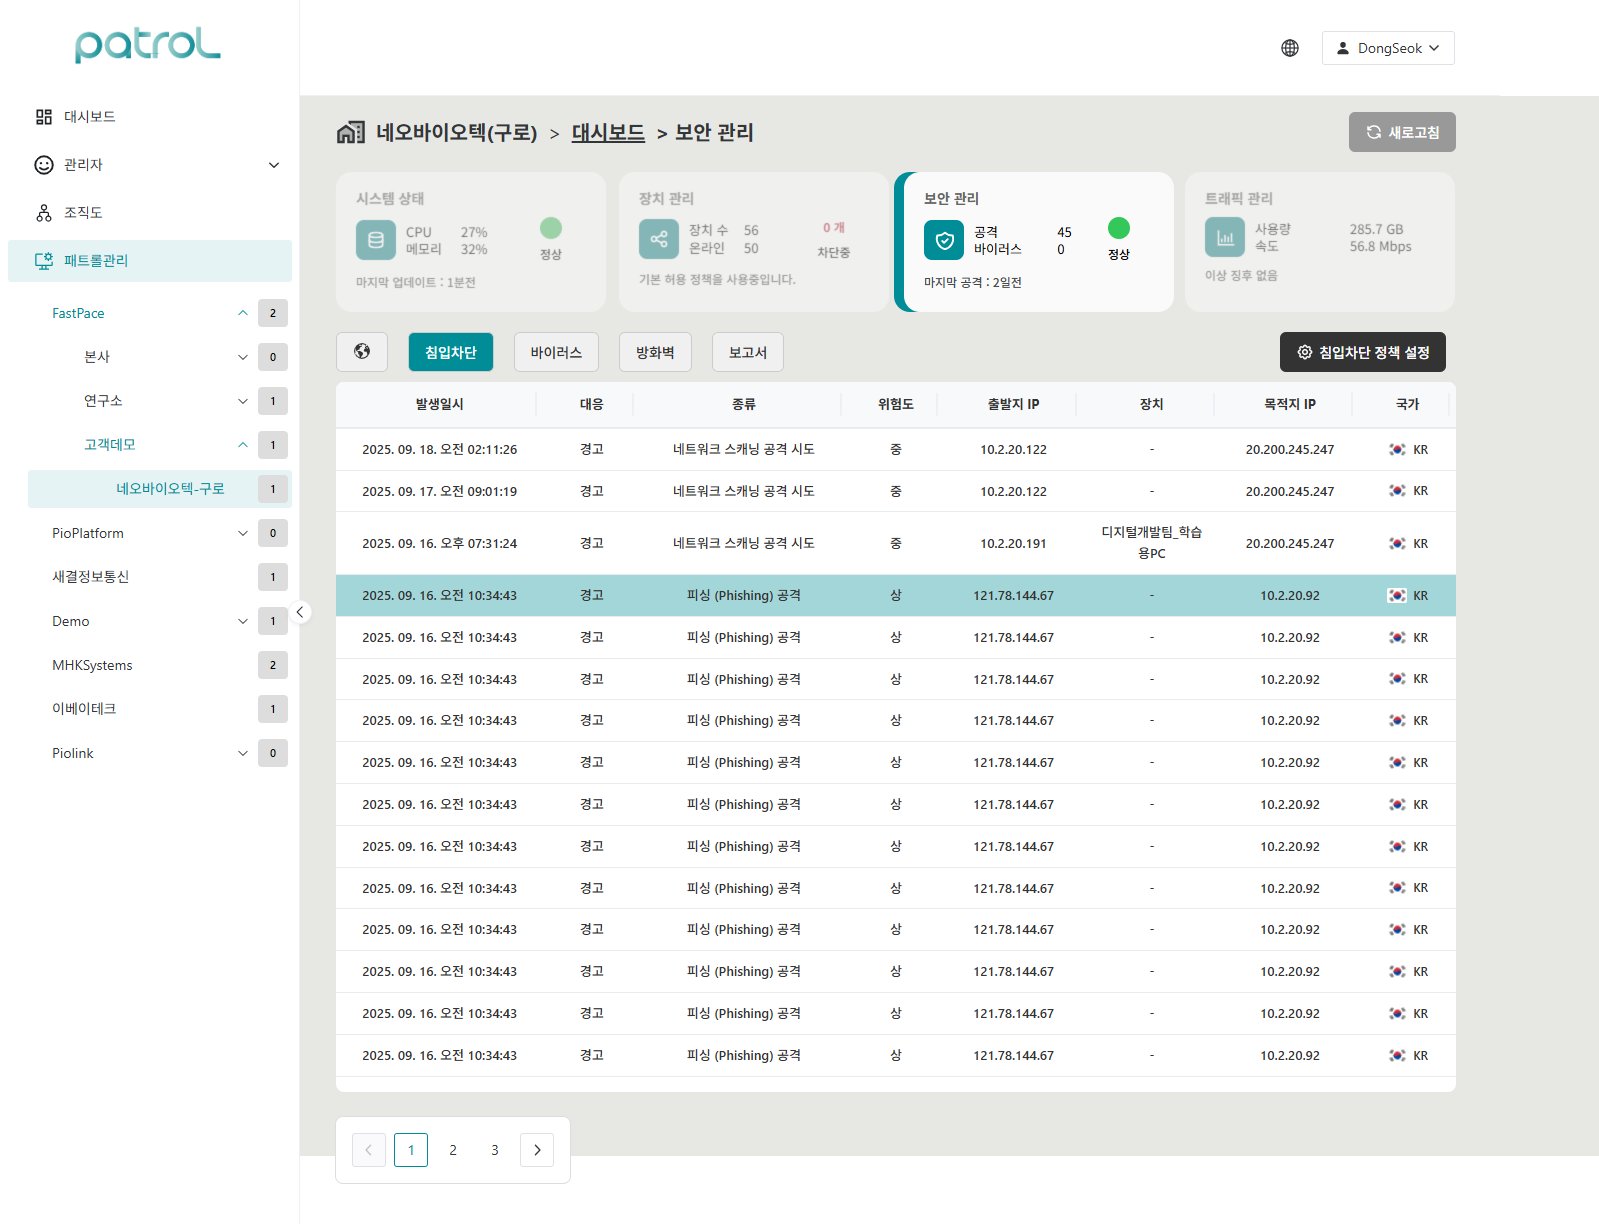 patrol
DongSeok
대시보드
관리자
조직도
패트롤관리
FastPace 2
본사 0
연구소 1
고객데모 1
네오바이오텍-구로 1
PioPlatform 0
새결정보통신 1
Demo 1
MHKSystems 2
이베이테크 1
Piolink 0
네오바이오텍(구로) > 대시보드 > 보안 관리
새로고침
시스템 상태
CPU 27%
메모리 32%
정상
마지막 업데이트 : 1분전
장치 관리
장치 수 56
온라인 50
0 개
차단중
기본 허용 정책을 사용중입니다.
보안 관리
공격 45
바이러스 0
정상
마지막 공격 : 2일전
트래픽 관리
사용량 285.7 GB
속도 56.8 Mbps
이상 징후 없음
침입차단 바이러스 방화벽 보고서
침입차단 정책 설정
발생일시 대응 종류 위험도 출발지 IP 장치 목적지 IP 국가
2025. 09. 18. 오전 02:11:26 경고 네트워크 스캐닝 공격 시도 중 10.2.20.122 - 20.200.245.247 KR
2025. 09. 17. 오전 09:01:19 경고 네트워크 스캐닝 공격 시도 중 10.2.20.122 - 20.200.245.247 KR
2025. 09. 16. 오후 07:31:24 경고 네트워크 스캐닝 공격 시도 중 10.2.20.191 디지털개발팀_학습
용PC 20.200.245.247 KR
2025. 09. 16. 오전 10:34:43 경고 피싱 (Phishing) 공격 상 121.78.144.67 - 10.2.20.92 KR
2025. 09. 16. 오전 10:34:43 경고 피싱 (Phishing) 공격 상 121.78.144.67 - 10.2.20.92 KR
2025. 09. 16. 오전 10:34:43 경고 피싱 (Phishing) 공격 상 121.78.144.67 - 10.2.20.92 KR
2025. 09. 16. 오전 10:34:43 경고 피싱 (Phishing) 공격 상 121.78.144.67 - 10.2.20.92 KR
2025. 09. 16. 오전 10:34:43 경고 피싱 (Phishing) 공격 상 121.78.144.67 - 10.2.20.92 KR
2025. 09. 16. 오전 10:34:43 경고 피싱 (Phishing) 공격 상 121.78.144.67 - 10.2.20.92 KR
2025. 09. 16. 오전 10:34:43 경고 피싱 (Phishing) 공격 상 121.78.144.67 - 10.2.20.92 KR
2025. 09. 16. 오전 10:34:43 경고 피싱 (Phishing) 공격 상 121.78.144.67 - 10.2.20.92 KR
2025. 09. 16. 오전 10:34:43 경고 피싱 (Phishing) 공격 상 121.78.144.67 - 10.2.20.92 KR
2025. 09. 16. 오전 10:34:43 경고 피싱 (Phishing) 공격 상 121.78.144.67 - 10.2.20.92 KR
2025. 09. 16. 오전 10:34:43 경고 피싱 (Phishing) 공격 상 121.78.144.67 - 10.2.20.92 KR
2025. 09. 16. 오전 10:34:43 경고 피싱 (Phishing) 공격 상 121.78.144.67 - 10.2.20.92 KR
1 2 3